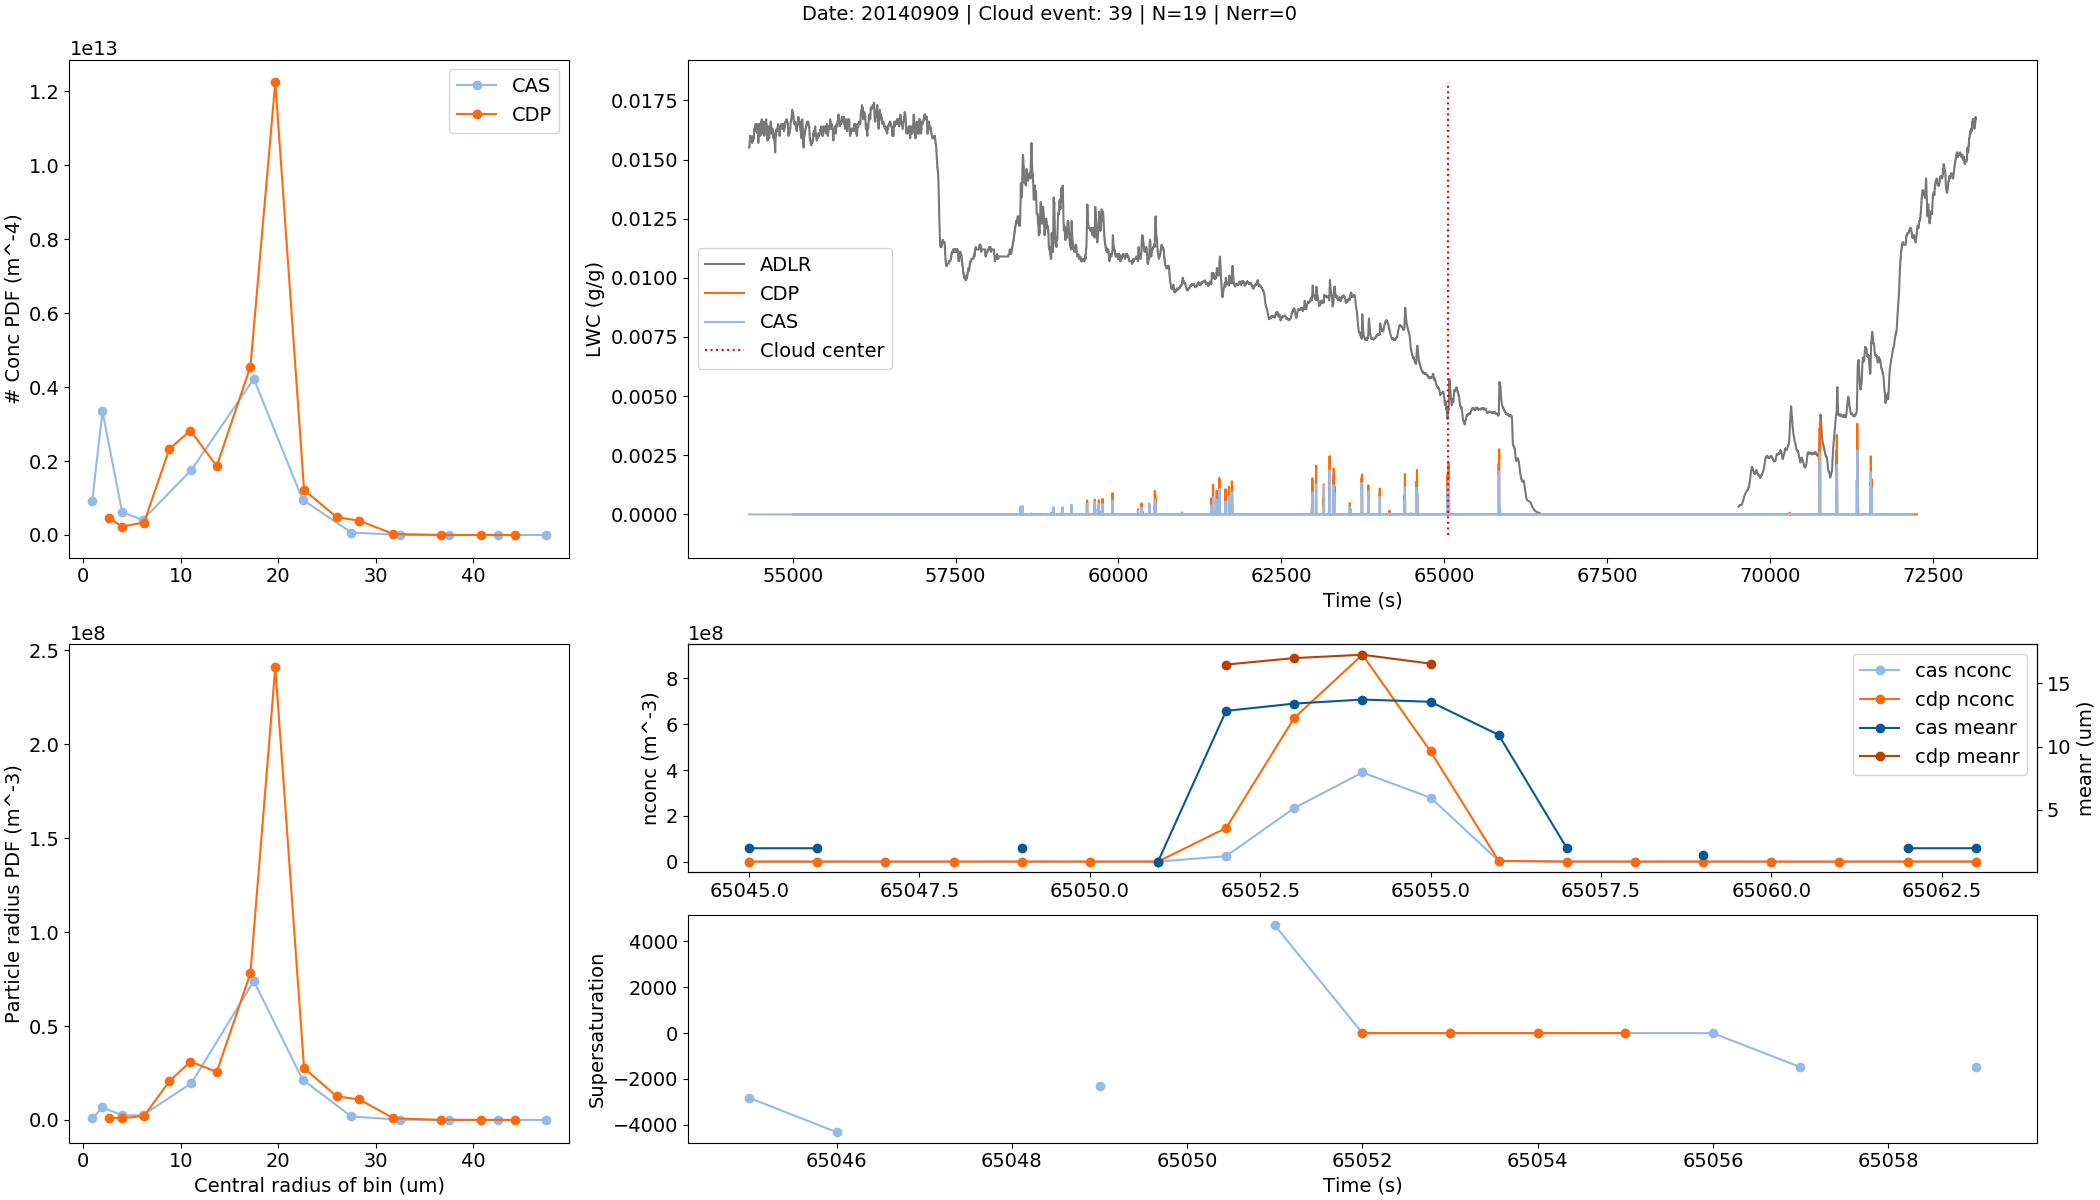 Date: 20140909 | Cloud event: 39 | N=19 | Nerr=0
1e13
CAS
CDP
# Conc PDF (m^-4)
1.2
1.0
0.8
0.6
0.4
0.2
0.0
0 10 20 30 40
LWC (g/g)
0.0175
0.0150
0.0125
0.0100
0.0075
0.0050
0.0025
0.0000
ADLR
CDP
CAS
Cloud center
55000 57500 60000 62500 65000 67500 70000 72500
Time (s)
1e8
Particle radius PDF (m^-3)
2.5
2.0
1.5
1.0
0.5
0.0
0 10 20 30 40
Central radius of bin (um)
1e8
nconc (m^-3)
8
6
4
2
0
cas nconc
cdp nconc
cas meanr
cdp meanr
15
10
5
meanr (um)
65045.0 65047.5 65050.0 65052.5 65055.0 65057.5 65060.0 65062.5
Supersaturation
4000
2000
0
−2000
−4000
65046 65048 65050 65052 65054 65056 65058
Time (s)